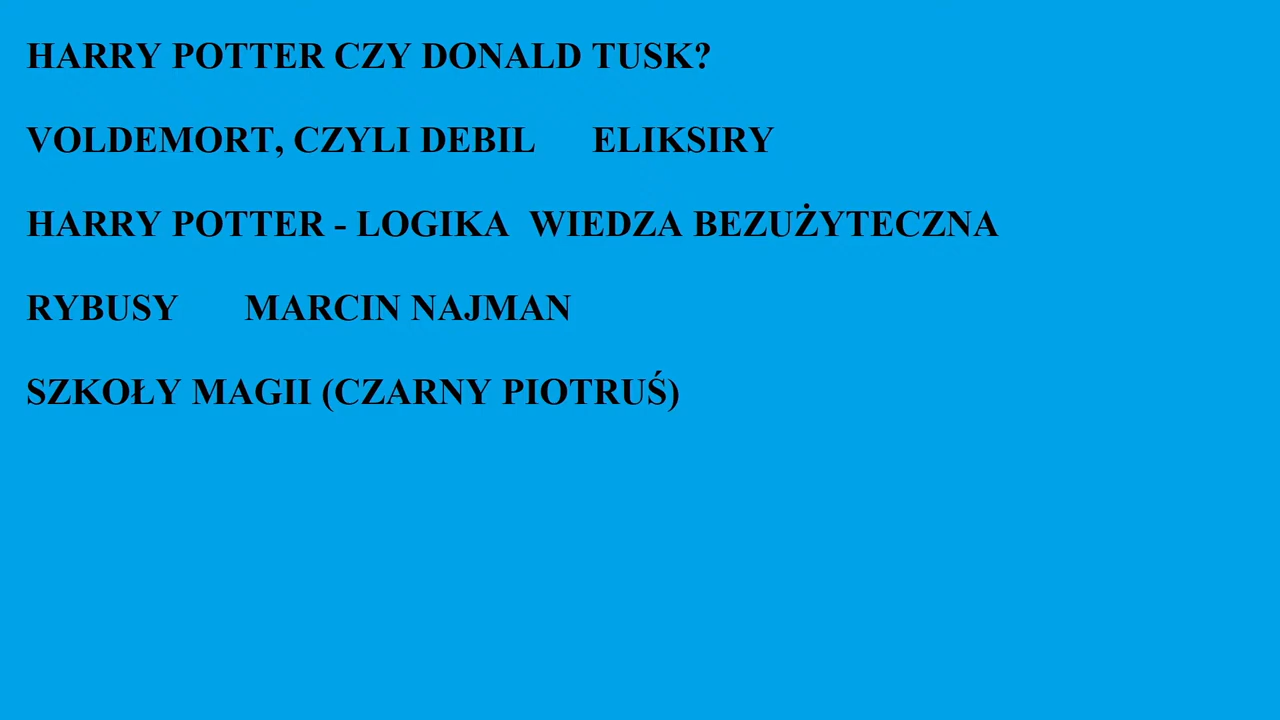 HARRY POTTER CZY DONALD TUSK?
VOLDEMORT, CZYLI DEBIL ELIKSIRY
HARRY POTTER - LOGIKA WIEDZA BEZUŻYTECZNA
RYBUSY MARCIN NAJMAN
SZKOŁY MAGII (CZARNY PIOTRUŚ)